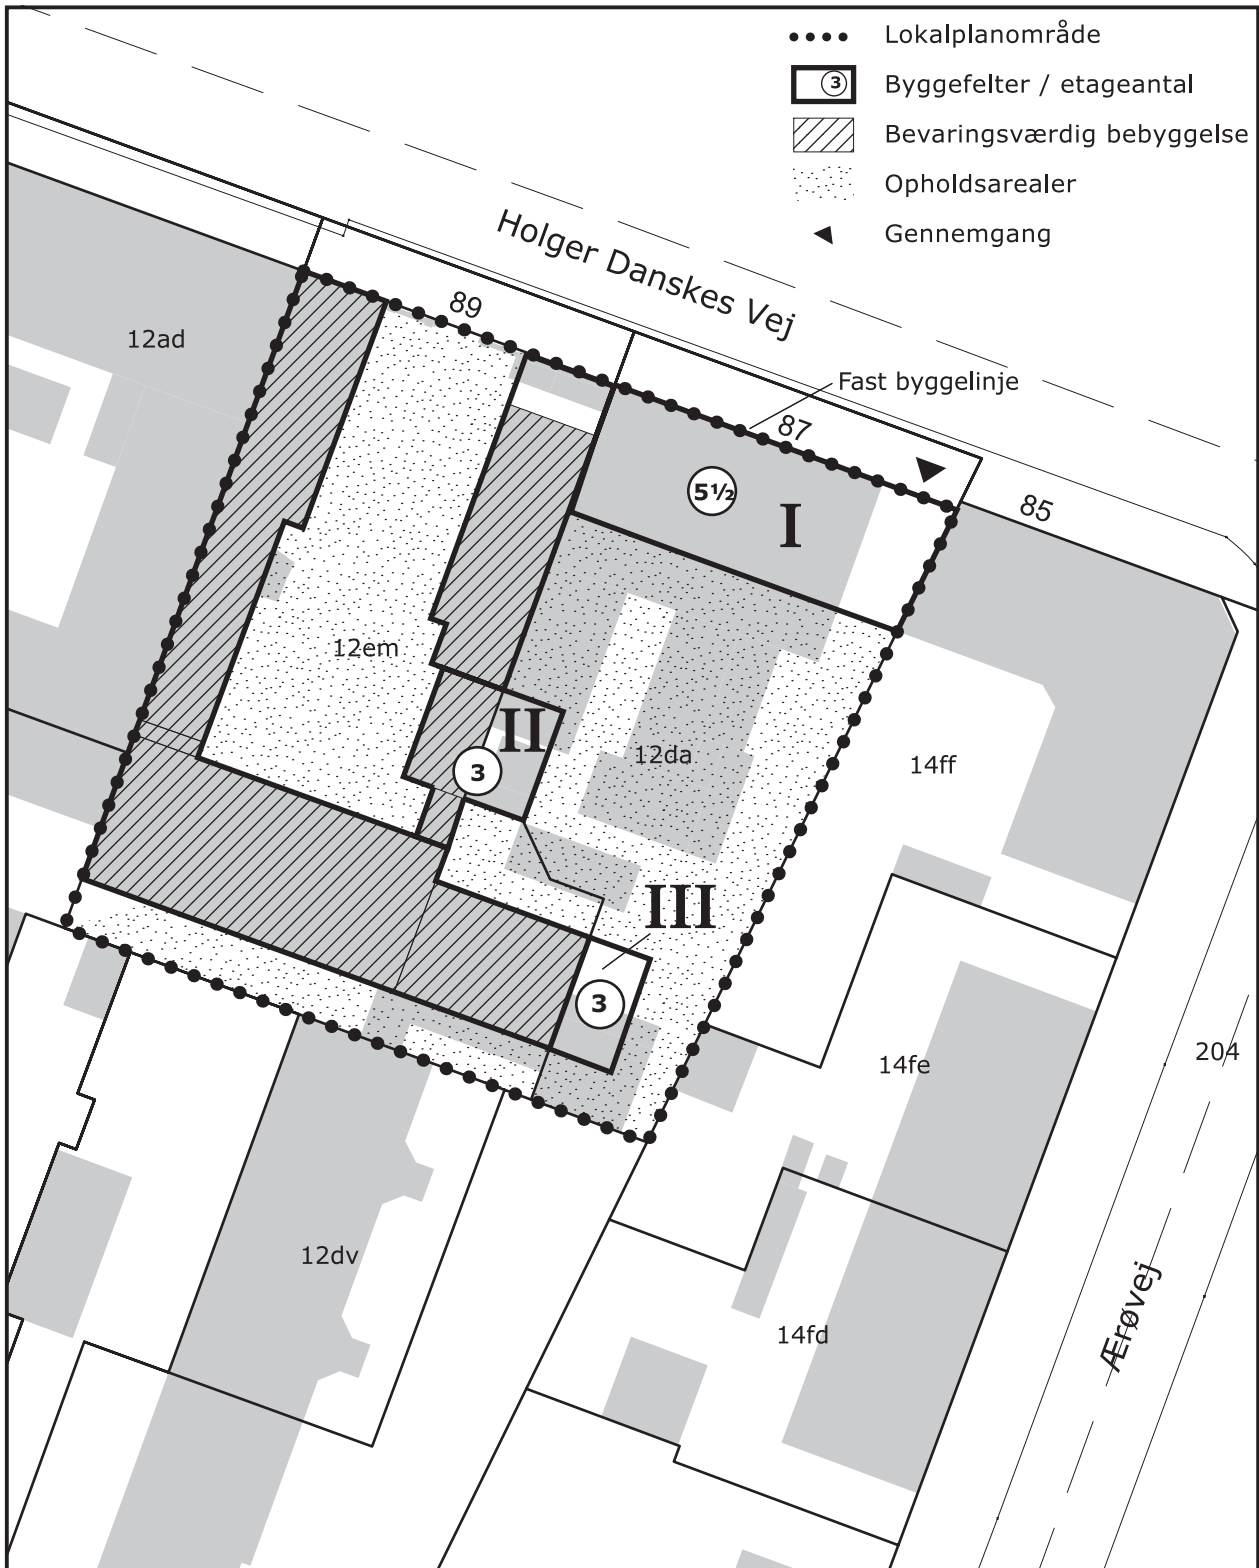 Lokalplanområde
3 Byggefelter / etageantal
Bevaringsværdig bebyggelse
Opholdsarealer
Gennemgang
Holger Danskes Vej
89
12ad
Fast byggelinje
87
85
5½
I
12em
II
3
12da
14ff
III
3
14fe
204
12dv
14fd
Ærøvej